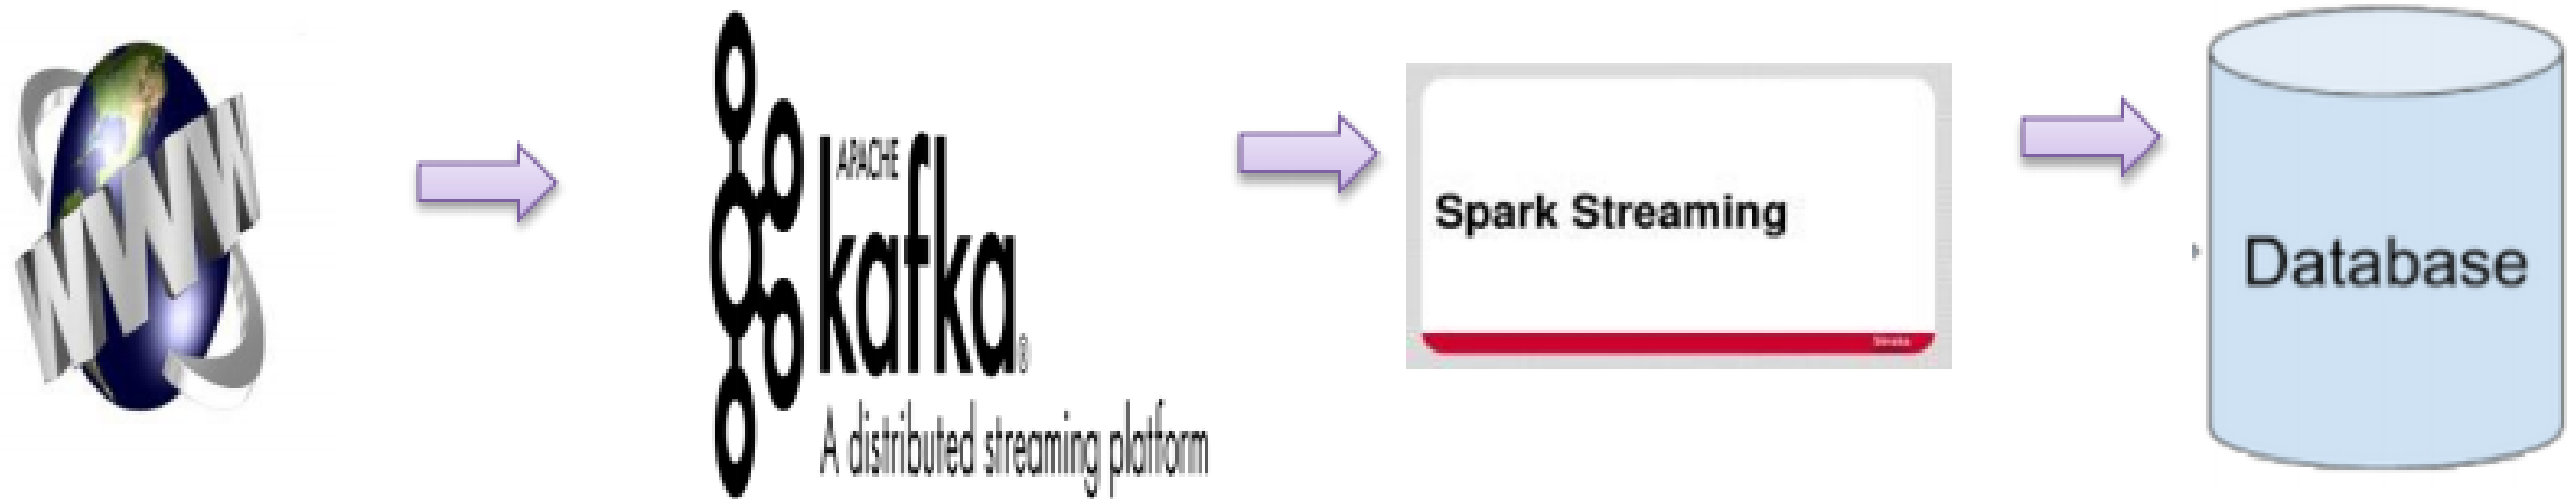 WWW
APACHE
kafka®
A distributed streaming platform
Spark Streaming
Database